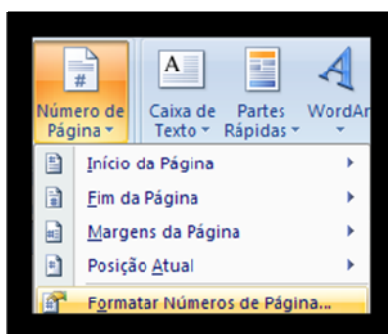 Número de Página
Caixa de Texto
Partes Rápidas
WordAr
Início da Página
Fim da Página
Margens da Página
Posição Atual
Formatar Números de Página...